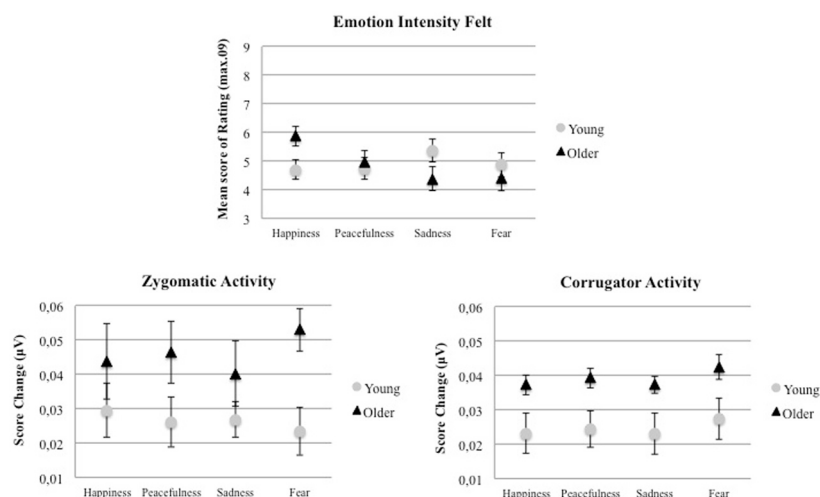 Emotion Intensity Felt
Mean score of Rating (max.09)
9
8
7
6
5
4
3
Happiness Peacefulness Sadness Fear
Young
Older
Zygomatic Activity
Score Change (µV)
0,06
0,05
0,04
0,03
0,02
0,01
Happiness Peacefulness Sadness Fear
Young
Older
Corrugator Activity
Score Change (µV)
0,06
0,05
0,04
0,03
0,02
0,01
Happiness Peacefulness Sadness Fear
Young
Older